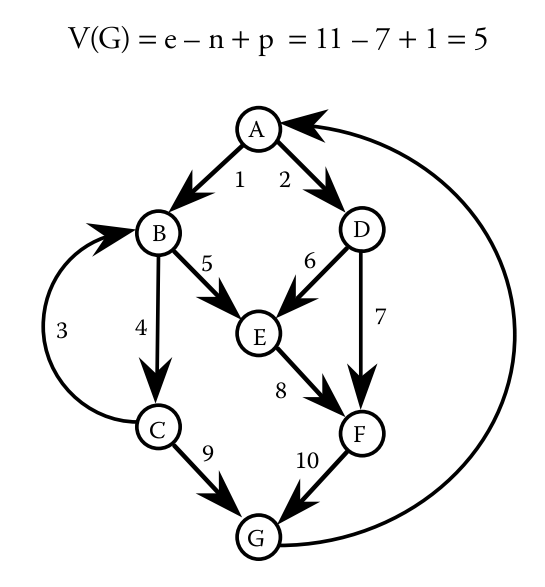 V(G) = e – n + p = 11 – 7 + 1 = 5
A
1 2
B D
5 6
3 4 7
E
8
C F
9 10
G